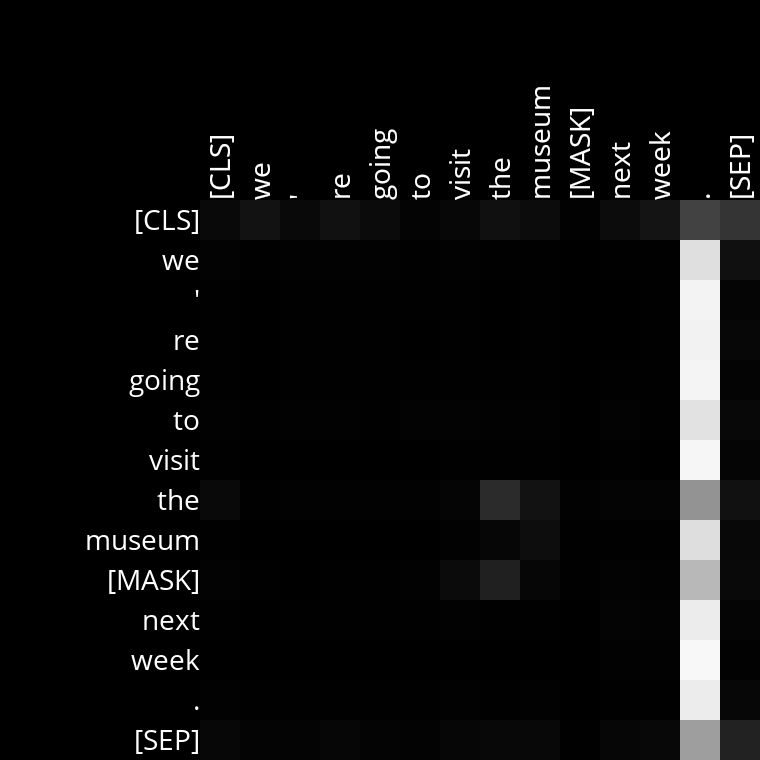 [CLS] we ' re going to visit the museum [MASK] next week . [SEP]
[CLS]
we
'
re
going
to
visit
the
museum
[MASK]
next
week
.
[SEP]